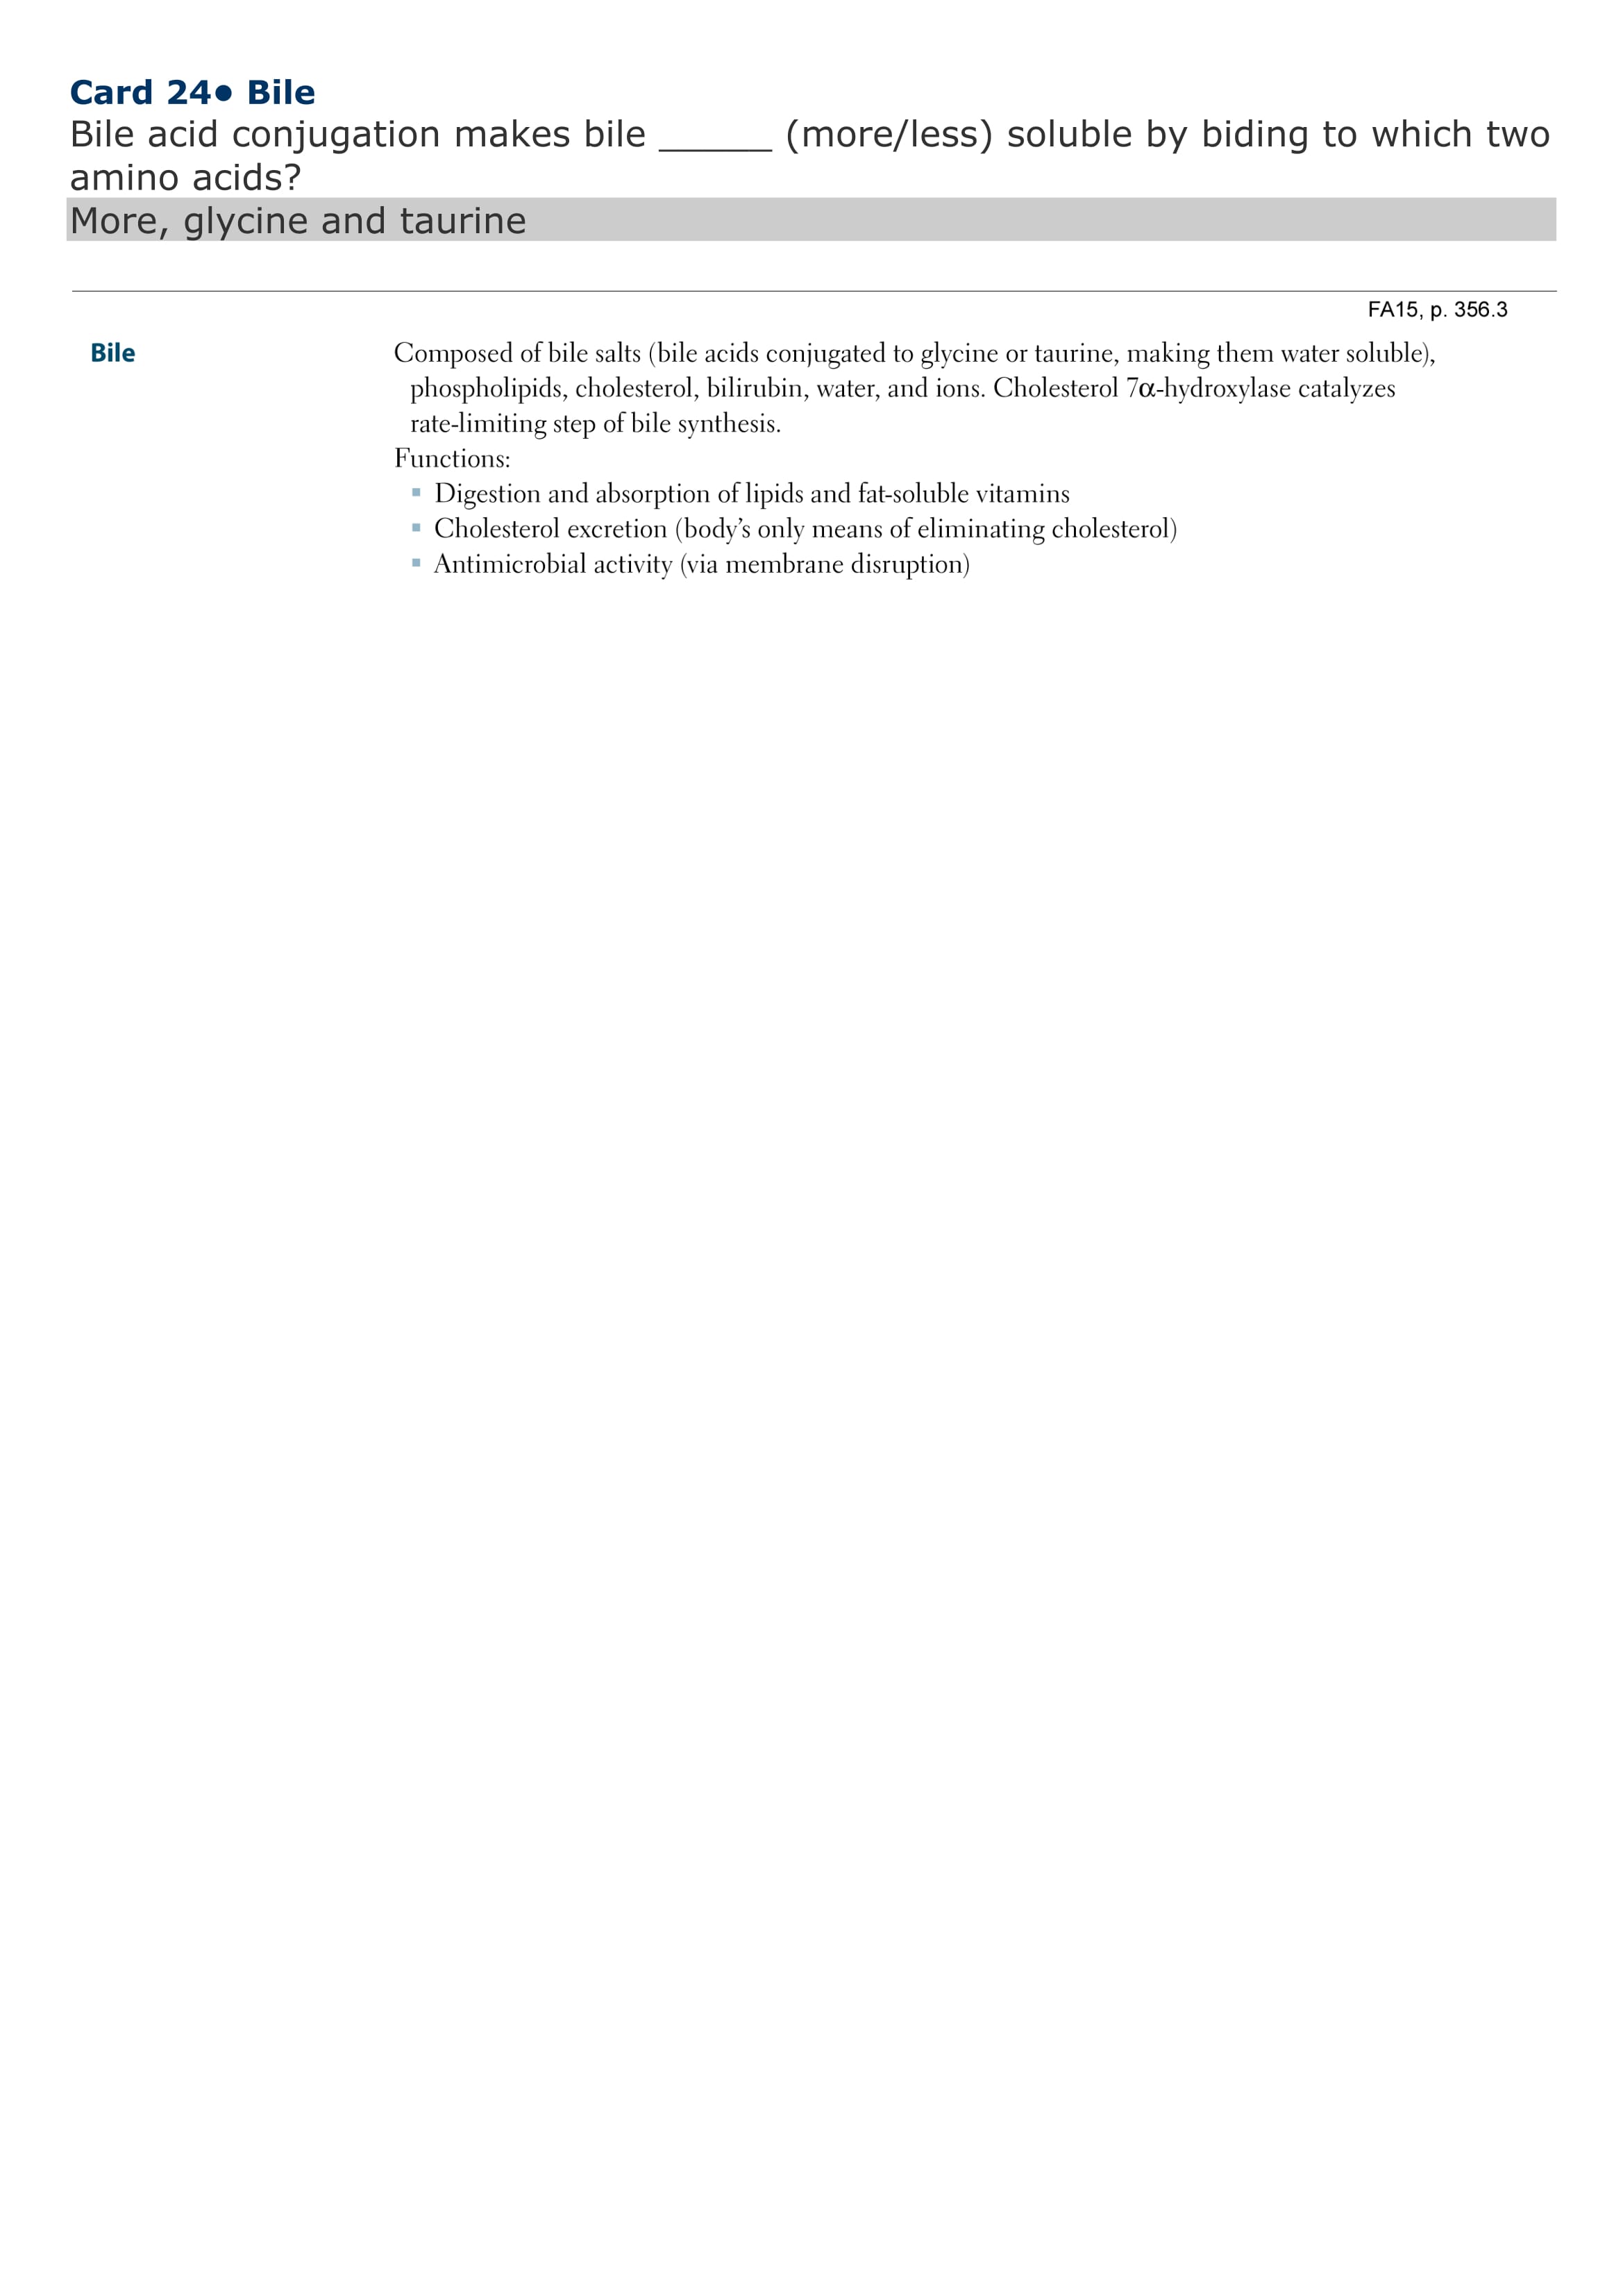 Card 24• Bile
Bile acid conjugation makes bile ______ (more/less) soluble by biding to which two
amino acids?
More, glycine and taurine
FA15, p. 356.3
Bile
Composed of bile salts (bile acids conjugated to glycine or taurine, making them water soluble),
phospholipids, cholesterol, bilirubin, water, and ions. Cholesterol 7α-hydroxylase catalyzes
rate-limiting step of bile synthesis.
Functions:
▪ Digestion and absorption of lipids and fat-soluble vitamins
▪ Cholesterol excretion (body’s only means of eliminating cholesterol)
▪ Antimicrobial activity (via membrane disruption)